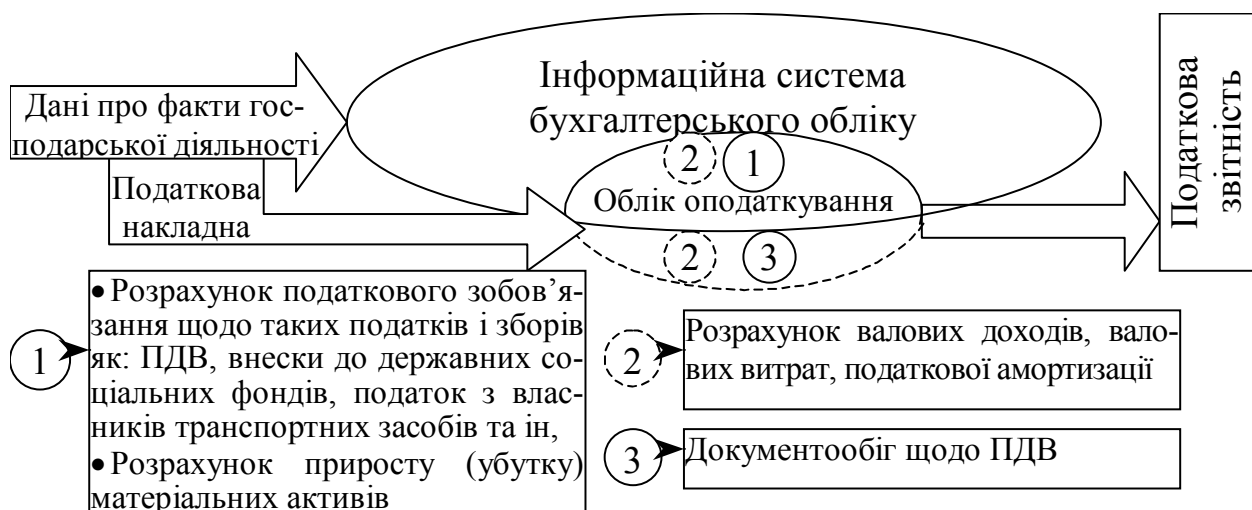 Інформаційна система
бухгалтерського обліку
Дані про факти гос-
подарської діяльності
Податкова
накладна
2
1
Облік оподаткування
2
3
Податкова
звітність
1
• Розрахунок податкового зобов’я-
зання щодо таких податків і зборів
як: ПДВ, внески до державних со-
ціальних фондів, податок з влас-
ників транспортних засобів та ін,
• Розрахунок приросту (убутку)
матеріальних активів
2
Розрахунок валових доходів, вало-
вих витрат, податкової амортизації
3
Документообіг щодо ПДВ